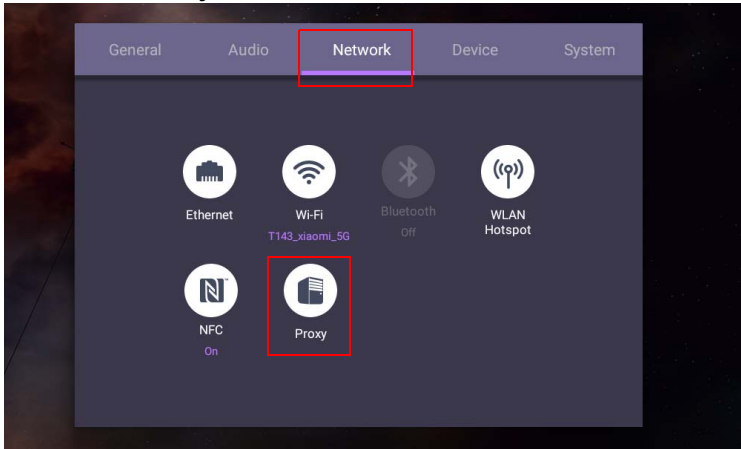 General Audio Network Device System
Ethernet Wi-Fi Bluetooth WLAN
Hotspot
T143_xiaomi_5G Off
NFC Proxy
On